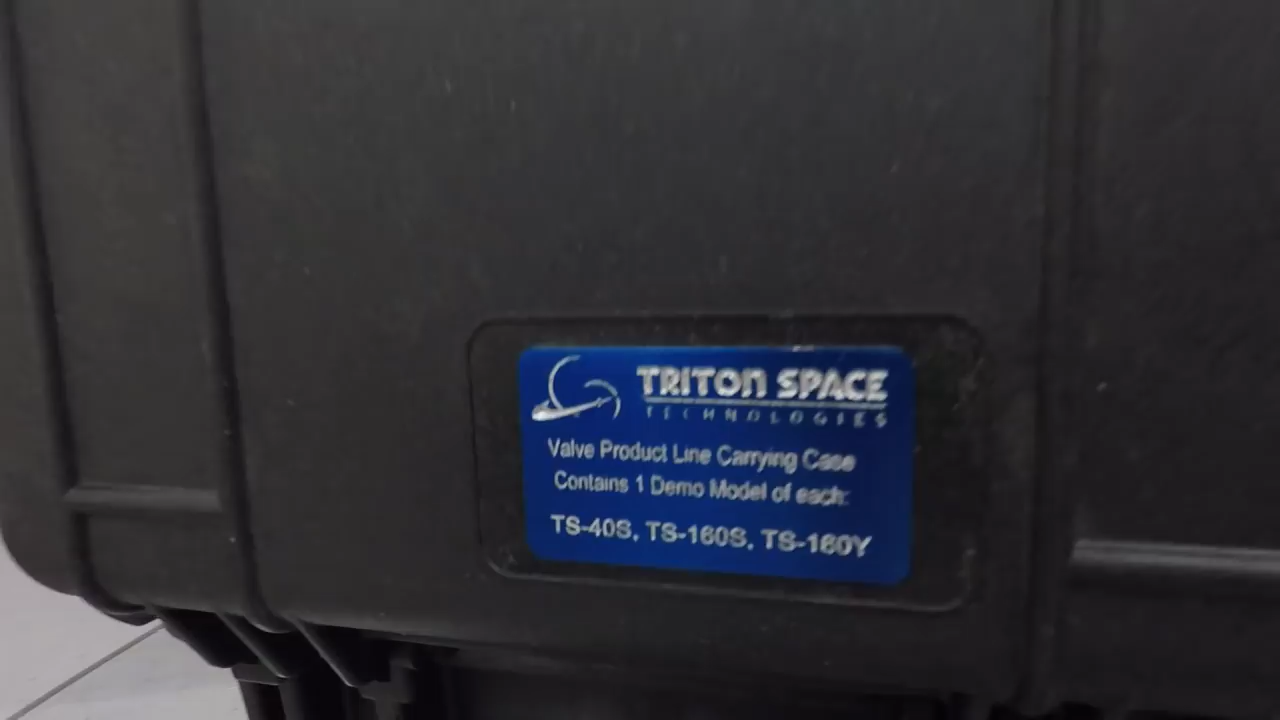 TRITON SPACE
TECHNOLOGIES
Valve Product Line Carrying Case
Contains 1 Demo Model of each:
TS-40S, TS-160S, TS-160Y